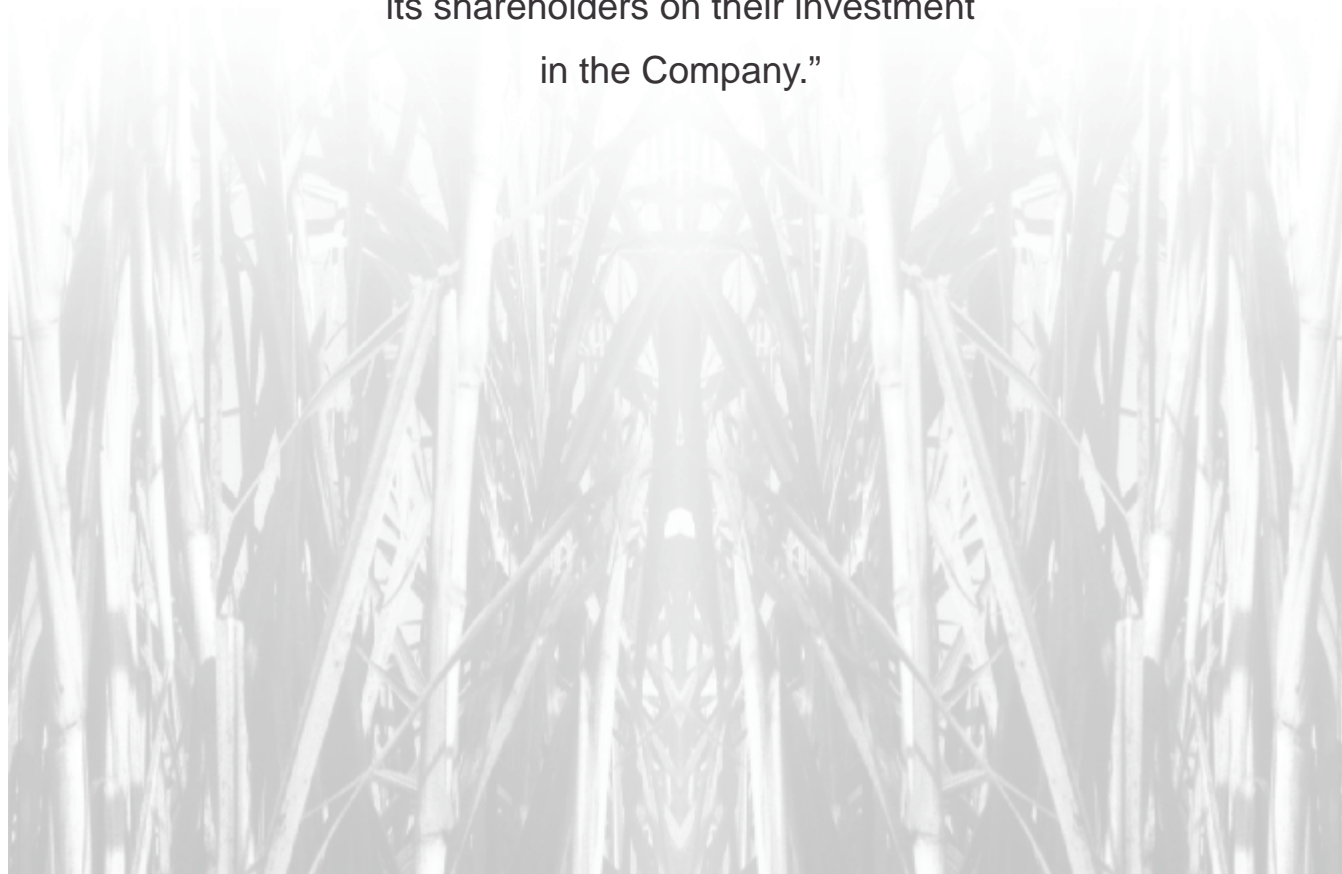 its shareholders on their investment
in the Company.”